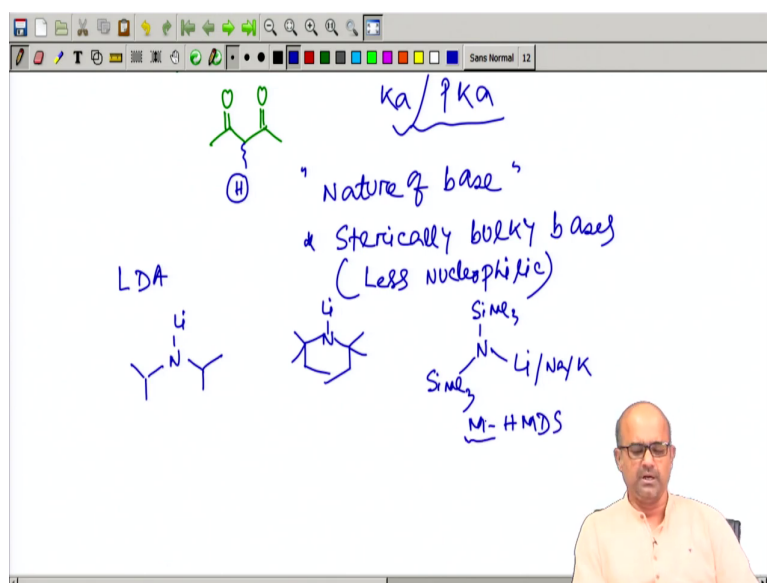 T
Sans Normal 12
O O
Ka/pKa
H
"Nature of base"
* Sterically bulky bases
(Less Nucleophilic)
LDA
Li
N
Li
N
SiMe3
N
Li/Na/K
SiMe3
M-HMDS